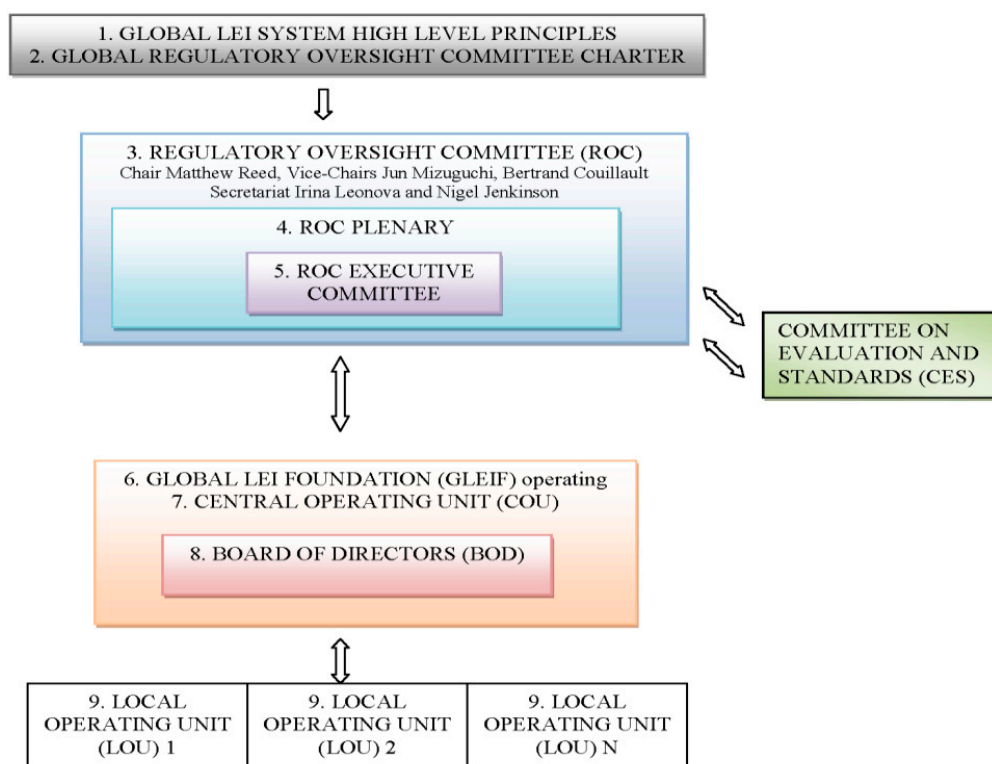 1. GLOBAL LEI SYSTEM HIGH LEVEL PRINCIPLES
2. GLOBAL REGULATORY OVERSIGHT COMMITTEE CHARTER
3. REGULATORY OVERSIGHT COMMITTEE (ROC)
Chair Matthew Reed, Vice-Chairs Jun Mizuguchi, Bertrand Couillault
Secretariat Irina Leonova and Nigel Jenkinson
4. ROC PLENARY
5. ROC EXECUTIVE
COMMITTEE
COMMITTEE ON
EVALUATION AND
STANDARDS (CES)
6. GLOBAL LEI FOUNDATION (GLEIF) operating
7. CENTRAL OPERATING UNIT (COU)
8. BOARD OF DIRECTORS (BOD)
9. LOCAL
OPERATING UNIT
(LOU) 1
9. LOCAL
OPERATING UNIT
(LOU) 2
9. LOCAL
OPERATING UNIT
(LOU) N